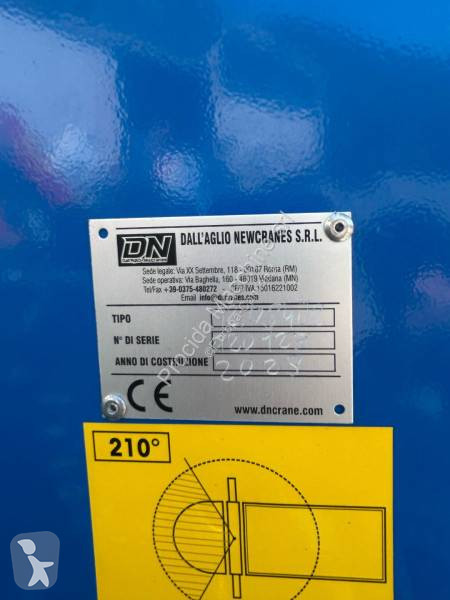 DN
DALL'AGLIO NEWCRANES S.R.L.
Sede legale: Via XX Settembre, 118 - 00187 Roma (RM)
Sede operativa: Via Baghella, 160 - 46019 Viadana (MN)
Tel/Fax +39-0375-480272 IVA 15016221002
Email info@dncranes.com
TIPO
N° DI SERIE
ANNO DI COSTRUZIONE
CE
www.dncrane.com
210°